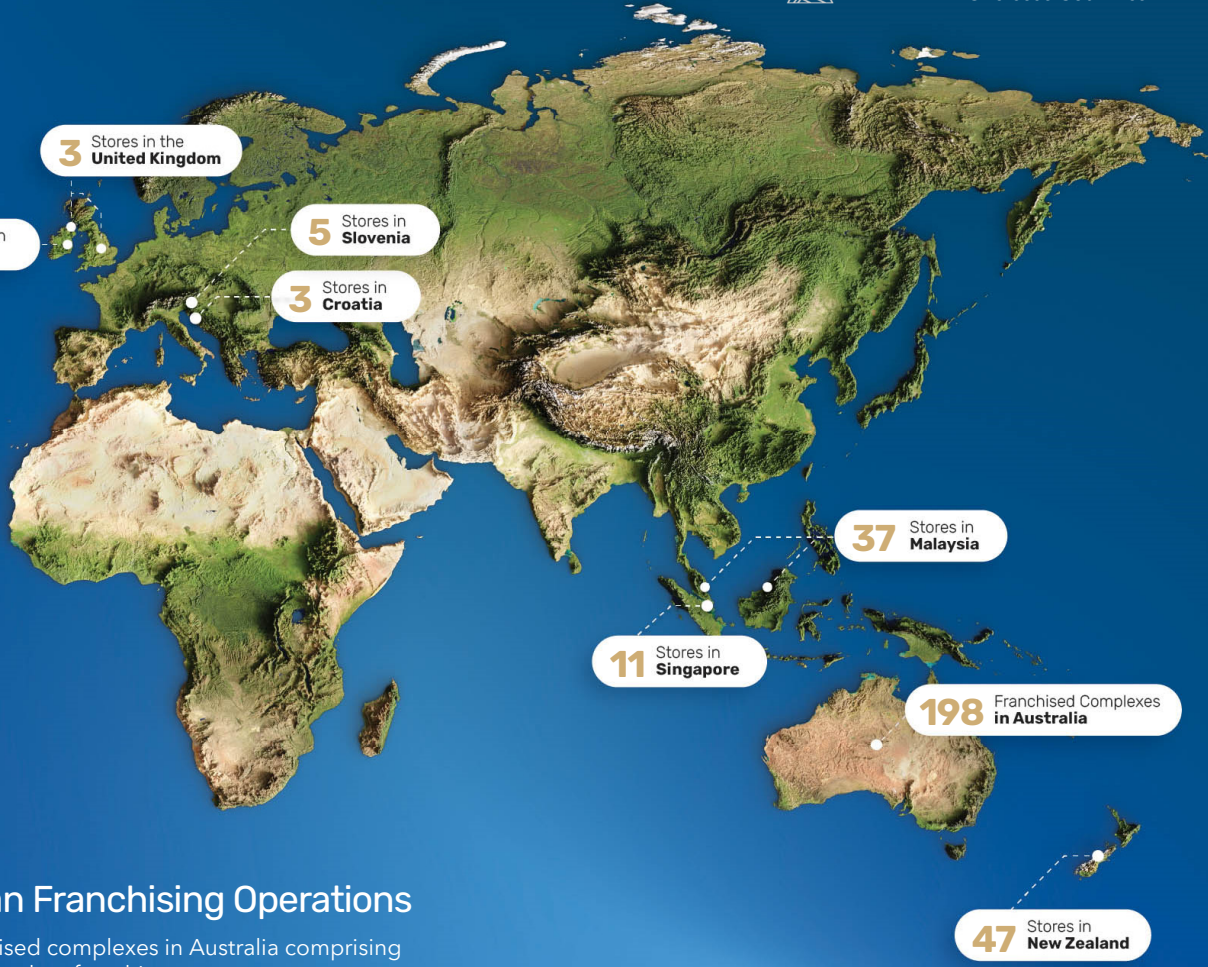 3 Stores in the
United Kingdom
5 Stores in
Slovenia
3 Stores in
Croatia
37 Stores in
Malaysia
11 Stores in
Singapore
198 Franchised Complexes
in Australia
47 Stores in
New Zealand
Franchising Operations
complexes in Australia comprising